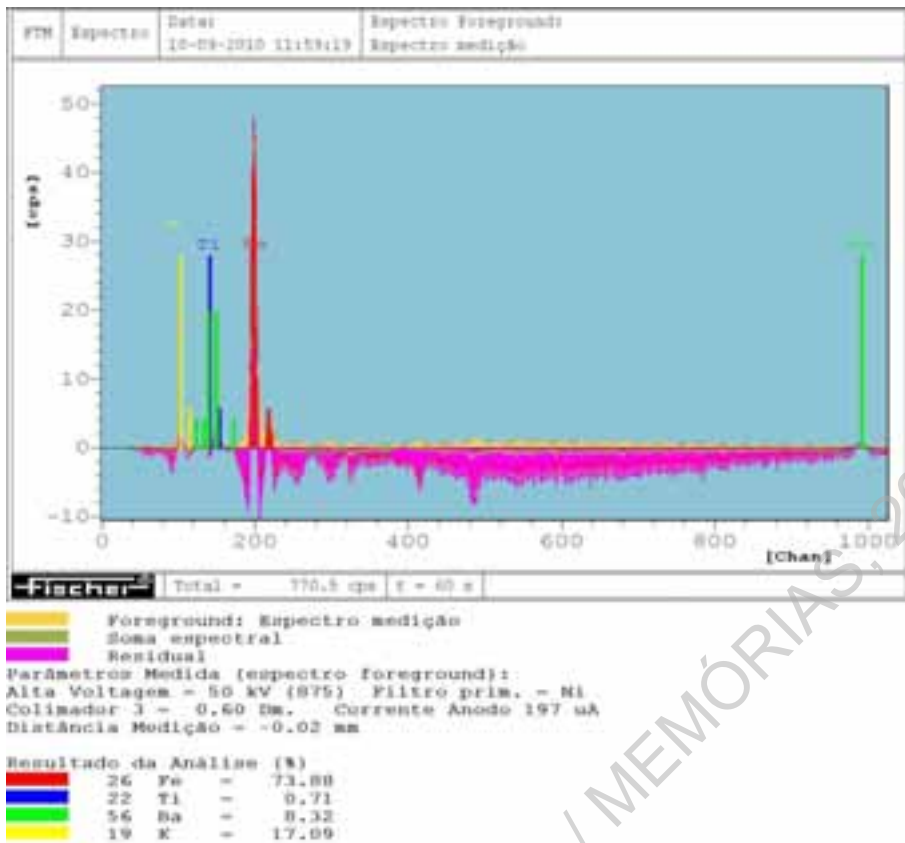 FTM Espectro Data: Espectro Foreground:
10-09-2010 11:59:19 Espectro medição
50
40
[cps]
30
Ti Fe
20
10
0
-10
0 200 400 600 800 1000
[Chan]
Fischer Total = 770.5 cps t = 60 s
Foreground: Espectro medição
Soma espectral
Residual
Parâmetros Medida (espectro foreground):
Alta Voltagem = 50 kV (875) Filtro prim. = Ni
Colimador 3 = 0.60 Dm. Corrente Anodo 197 uA
Distância Medição = -0.02 mm
Resultado da Análise (%)
26 Fe = 73.88
22 Ti = 0.71
56 Ba = 8.32
19 K = 17.09
/ MEMÓRIAS,